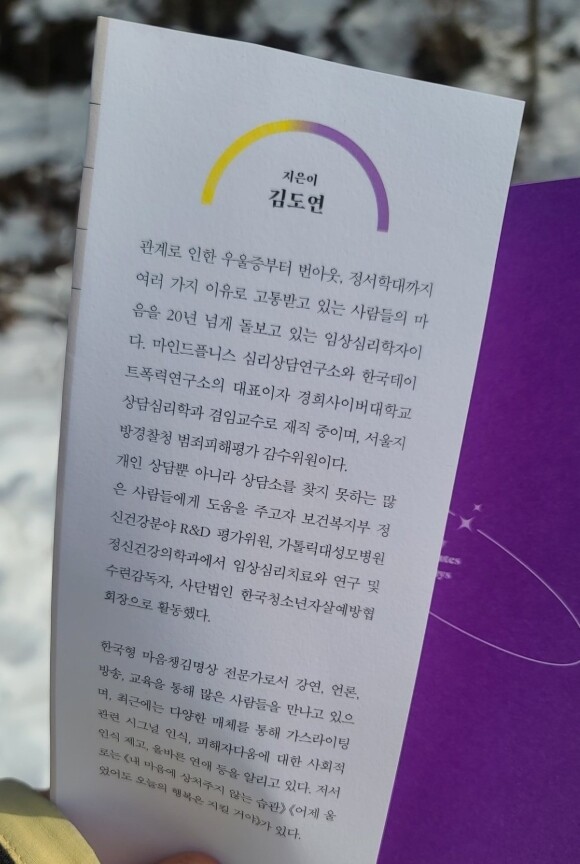 지은이
김도연
관계로 인한 우울증부터 번아웃, 정서학대까지
여러 가지 이유로 고통받고 있는 사람들의 마
음을 20년 넘게 돌보고 있는 임상심리학자이
다. 마인드플니스 심리상담연구소와 한국데이
트폭력연구소의 대표이자 경희사이버대학교
상담심리학과 겸임교수로 재직 중이며, 서울지
방경찰청 범죄피해평가 감수위원이다.
개인 상담뿐 아니라 상담소를 찾지 못하는 많
은 사람들에게 도움을 주고자 보건복지부 정
신건강분야 R&D 평가위원, 가톨릭대성모병원
정신건강의학과에서 임상심리치료와 연구 및
수련감독자, 사단법인 한국청소년자살예방협
회장으로 활동했다.
한국형 마음챙김명상 전문가로서 강연, 언론,
방송, 교육을 통해 많은 사람들을 만나고 있으
며, 최근에는 다양한 매체를 통해 가스라이팅
관련 시그널 인식, 피해자다움에 대한 사회적
인식 제고, 올바른 연애 등을 알리고 있다. 저서
로는 《내 마음에 상처주지 않는 습관》 《어제 울
었어도 오늘의 행복은 지킬 거야》가 있다.